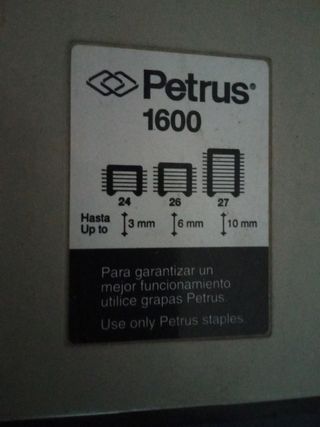 Petrus®
1600
24 26 27
Hasta
Up to
3 mm 6 mm 10 mm
Para garantizar un
mejor funcionamiento
utilice grapas Petrus.
Use only Petrus staples.